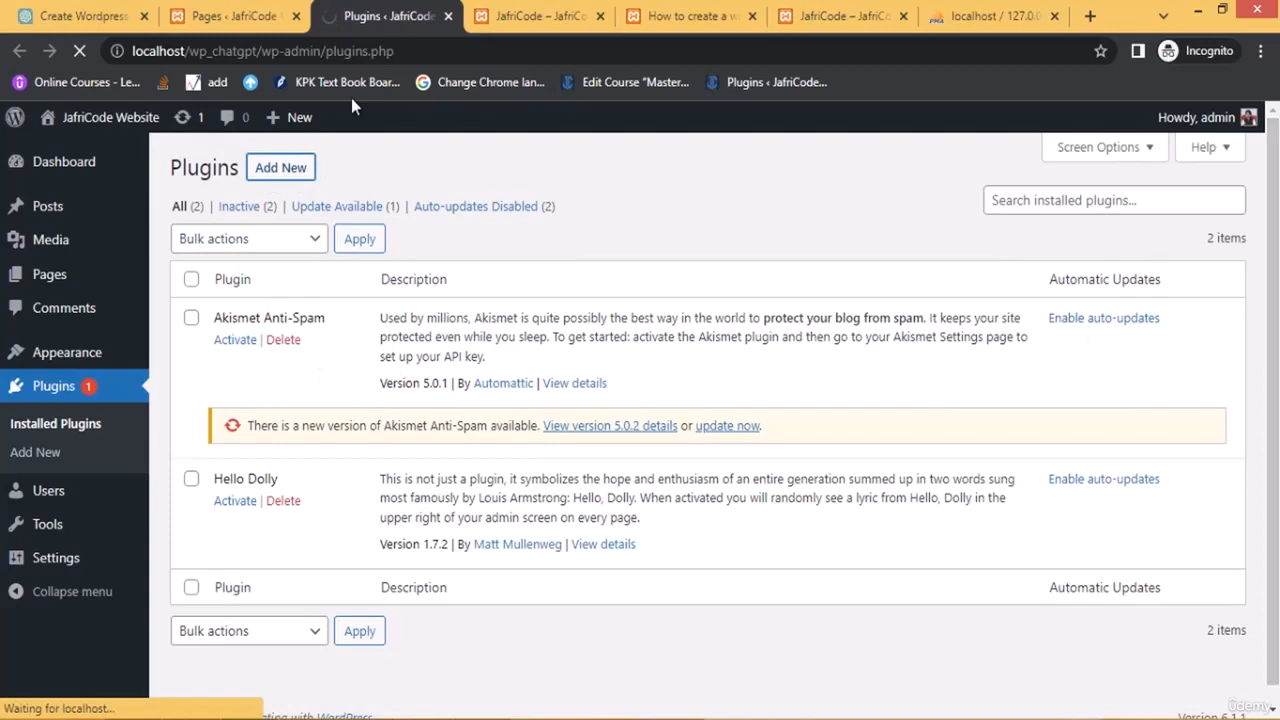 Create Wordpress
Pages ‹ JafriCode W
Plugins ‹ JafriCode
JafriCode – JafriC
How to create a w
JafriCode – JafriC
localhost / 127.0.
localhost/wp_chatgpt/wp-admin/plugins.php
Incognito
Online Courses - Le...
add
KPK Text Book Boar...
Change Chrome lan...
Edit Course "Master...
Plugins ‹ JafriCode...
JafriCode Website
1
0
New
Howdy, admin
Dashboard
Posts
Media
Pages
Comments
Appearance
Plugins 1
Installed Plugins
Add New
Users
Tools
Settings
Collapse menu
Plugins
Add New
Screen Options
Help
All (2) | Inactive (2) | Update Available (1) | Auto-updates Disabled (2)
Search installed plugins...
Bulk actions
Apply
2 items
Plugin
Description
Automatic Updates
Akismet Anti-Spam
Activate | Delete
Used by millions, Akismet is quite possibly the best way in the world to protect your blog from spam. It keeps your site
protected even while you sleep. To get started: activate the Akismet plugin and then go to your Akismet Settings page to
set up your API key.
Version 5.0.1 | By Automattic | View details
Enable auto-updates
There is a new version of Akismet Anti-Spam available. View version 5.0.2 details or update now.
Hello Dolly
Activate | Delete
This is not just a plugin, it symbolizes the hope and enthusiasm of an entire generation summed up in two words sung
most famously by Louis Armstrong: Hello, Dolly. When activated you will randomly see a lyric from Hello, Dolly in the
upper right of your admin screen on every page.
Version 1.7.2 | By Matt Mullenweg | View details
Enable auto-updates
Plugin
Description
Automatic Updates
Bulk actions
Apply
2 items
Waiting for localhost...
with WordPress
Version 6.1.1
ûdemy